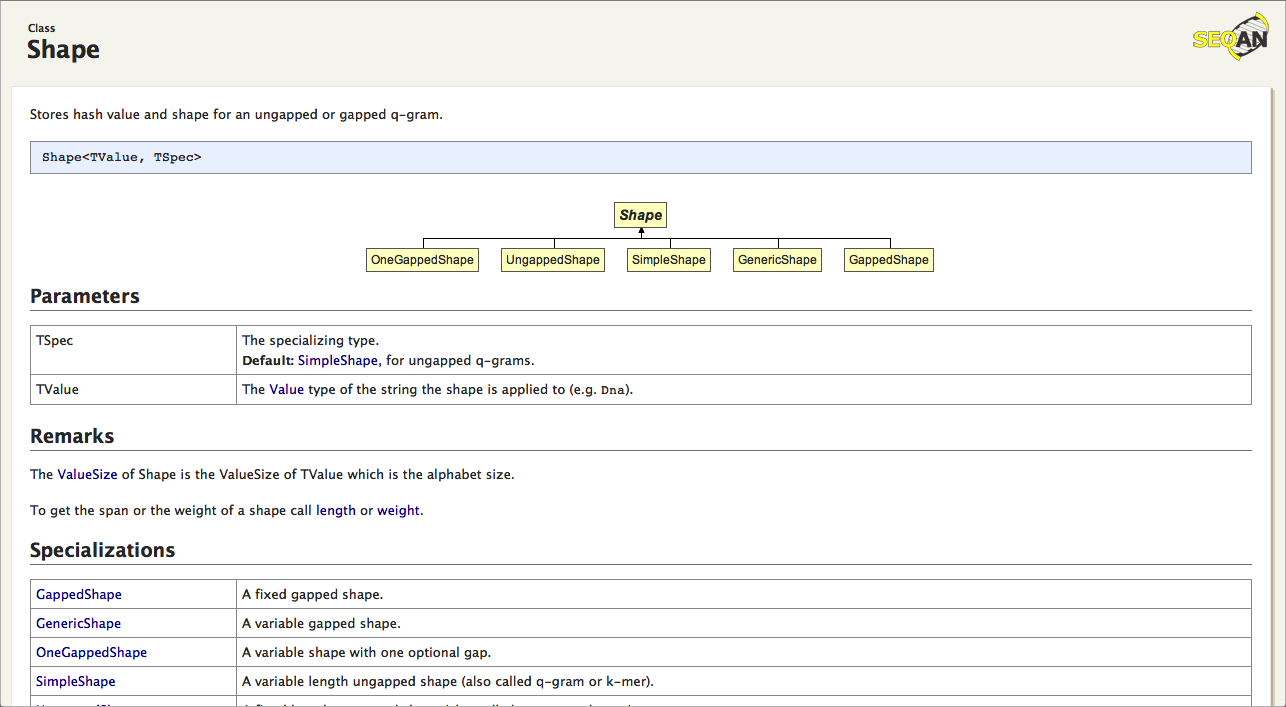 Class
Shape
SEQAN
Stores hash value and shape for an ungapped or gapped q-gram.
Shape<TValue, TSpec>
Shape
OneGappedShape UngappedShape SimpleShape GenericShape GappedShape
Parameters
TSpec The specializing type.
Default: SimpleShape, for ungapped q-grams.
TValue The Value type of the string the shape is applied to (e.g. Dna).
Remarks
The ValueSize of Shape is the ValueSize of TValue which is the alphabet size.
To get the span or the weight of a shape call length or weight.
Specializations
GappedShape A fixed gapped shape.
GenericShape A variable gapped shape.
OneGappedShape A variable shape with one optional gap.
SimpleShape A variable length ungapped shape (also called q-gram or k-mer).